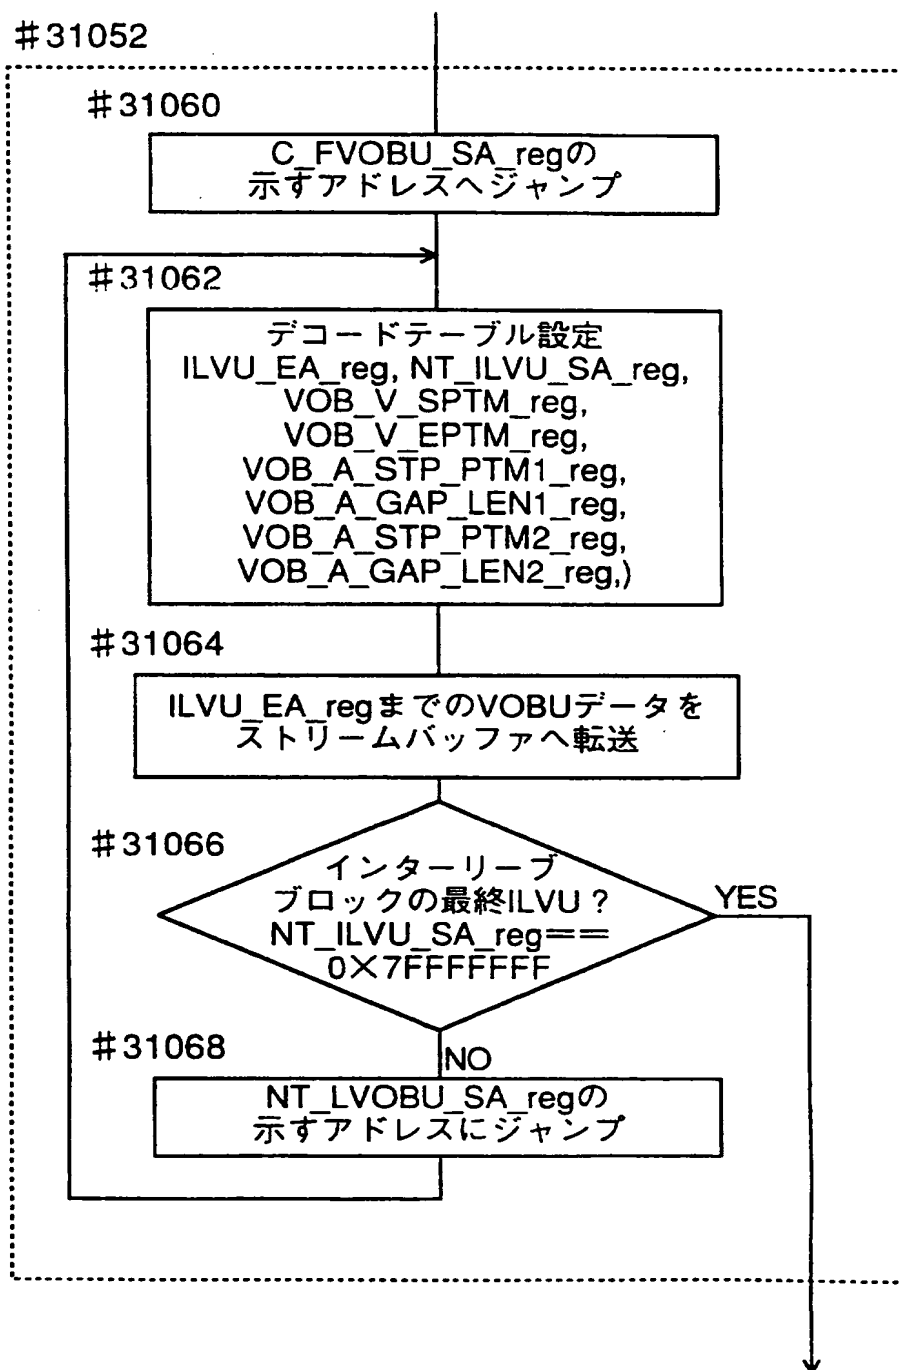 #31052
#31060
C_FVOBU_SA_regの
示すアドレスへジャンプ
#31062
デコードテーブル設定
ILVU_EA_reg, NT_ILVU_SA_reg,
VOB_V_SPTM_reg,
VOB_V_EPTM_reg,
VOB_A_STP_PTM1_reg,
VOB_A_GAP_LEN1_reg,
VOB_A_STP_PTM2_reg,
VOB_A_GAP_LEN2_reg,)
#31064
ILVU_EA_regまでのVOBUデータを
ストリームバッファへ転送
#31066
インターリーブ
ブロックの最終ILVU？
NT_ILVU_SA_reg==
0×7FFFFFFF
YES
#31068
NO
NT_LVOBU_SA_regの
示すアドレスにジャンプ